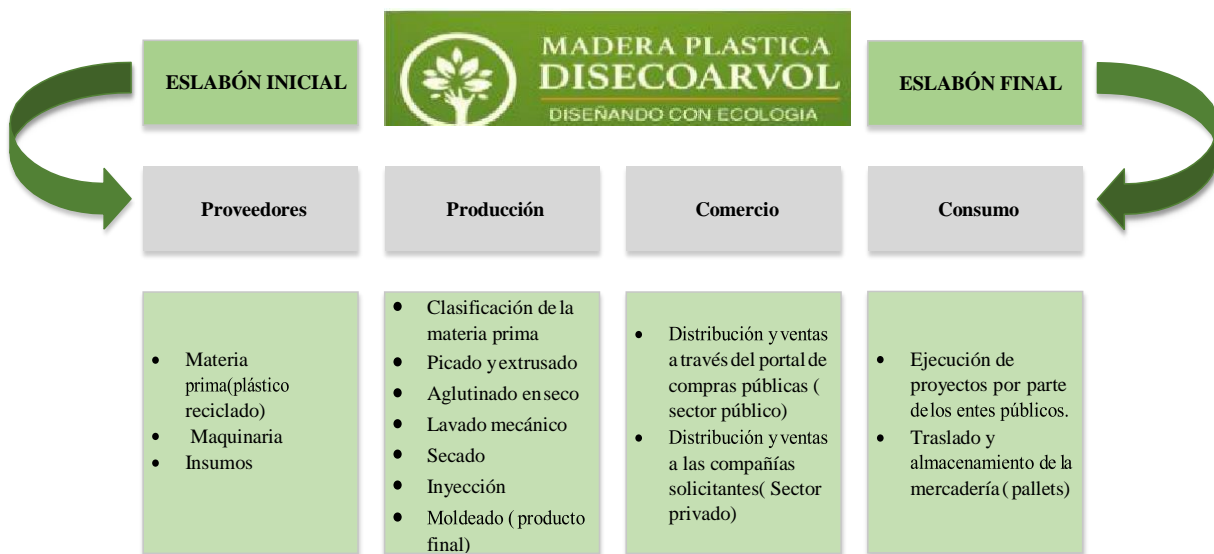 ESLABÓN INICIAL
MADERA PLASTICA
DISECOARVOL
DISEÑANDO CON ECOLOGIA
ESLABÓN FINAL
Proveedores
Producción
Comercio
Consumo
• Materia
prima(plástico
reciclado)
• Maquinaria
• Insumos
• Clasificación de la
materia prima
• Picado y extrusado
• Aglutinado en seco
• Lavado mecánico
• Secado
• Inyección
• Moldeado ( producto
final)
• Distribución y ventas
a través del portal de
compras públicas (
sector público)
• Distribución y ventas
a las compañías
solicitantes( Sector
privado)
• Ejecución de
proyectos por parte
de los entes públicos.
• Traslado y
almacenamiento de la
mercadería ( pallets)